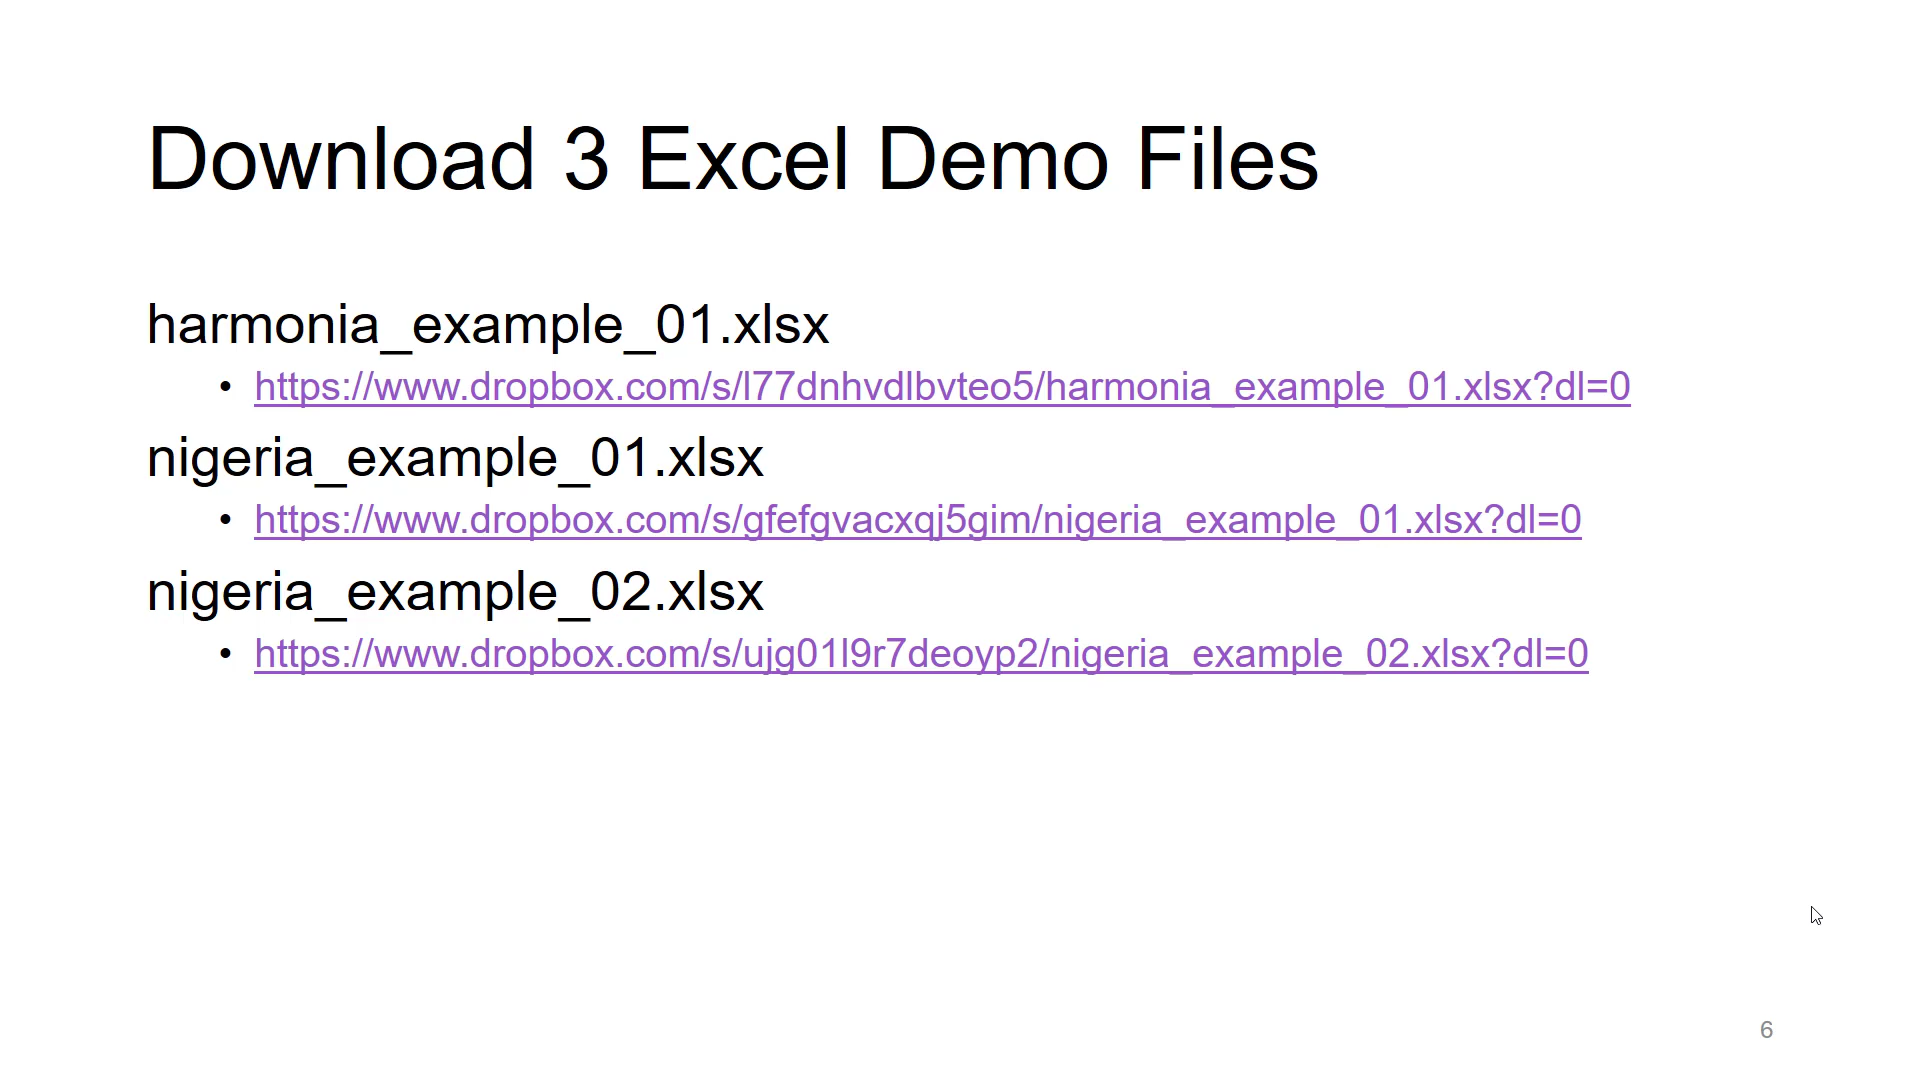 Download 3 Excel Demo Files
harmonia_example_01.xlsx
• https://www.dropbox.com/s/l77dnhvdlbvteo5/harmonia_example_01.xlsx?dl=0
nigeria_example_01.xlsx
• https://www.dropbox.com/s/gfefgvacxqj5gim/nigeria_example_01.xlsx?dl=0
nigeria_example_02.xlsx
• https://www.dropbox.com/s/ujg01l9r7deoyp2/nigeria_example_02.xlsx?dl=0
6